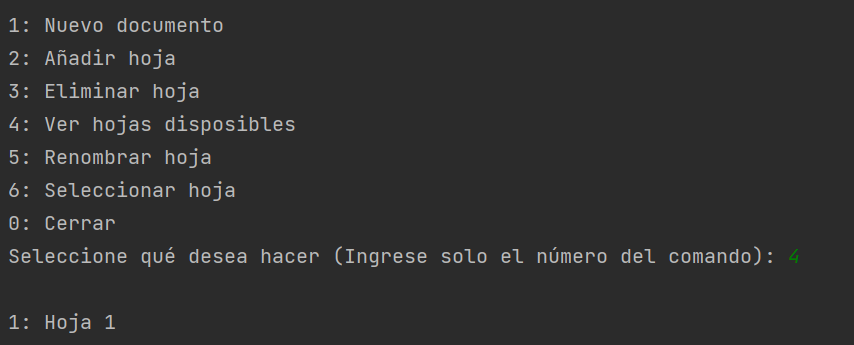 1: Nuevo documento
2: Añadir hoja
3: Eliminar hoja
4: Ver hojas disposibles
5: Renombrar hoja
6: Seleccionar hoja
0: Cerrar
Seleccione qué desea hacer (Ingrese solo el número del comando): 4
1: Hoja 1